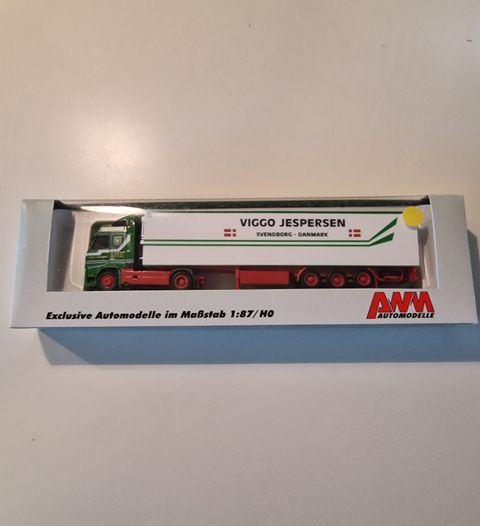 VIGGO JESPERSEN
SVENDBORG - DANMARK
Exclusive Automodelle im Maßstab 1:87/H0
AWM
AUTOMODELLE